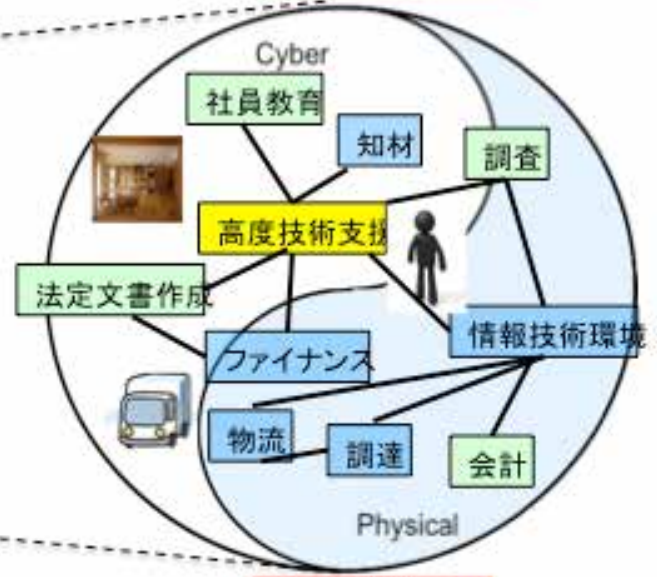 Cyber
社員教育
知材
調査
高度技術支援
法定文書作成
ファイナンス
情報技術環境
物流
調達
会計
Physical